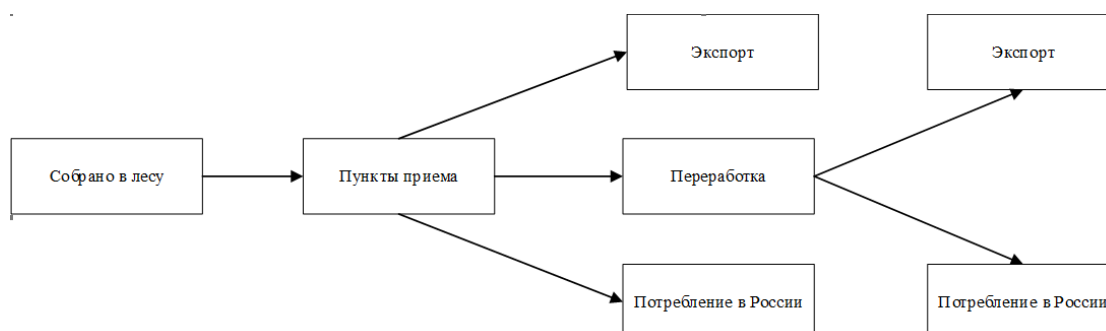 Экспорт
Экспорт
Собрано в лесу
Пункты приема
Переработка
Потребление в России
Потребление в России